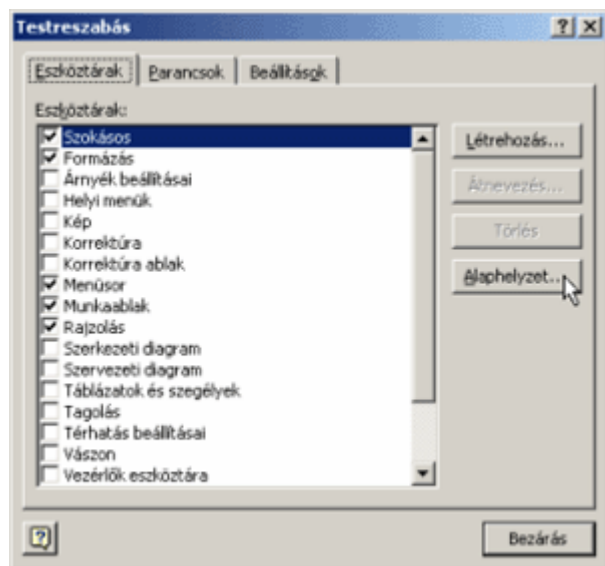 Testreszabás
Eszköztárak Parancsok Beállítások
Eszköztárak:
Szokásos
Formázás
Árnyék beállításai
Helyi menük
Kép
Korrektúra
Korrektúra ablak
Menüsor
Munkaablak
Rajzolás
Szerkezeti diagram
Szervezeti diagram
Táblázatok és szegélyek
Tagolás
Térhatás beállításai
Vászon
Vezérlők eszköztára
Létrehozás...
Átnevezés...
Törlés
Alaphelyzet...
Bezárás